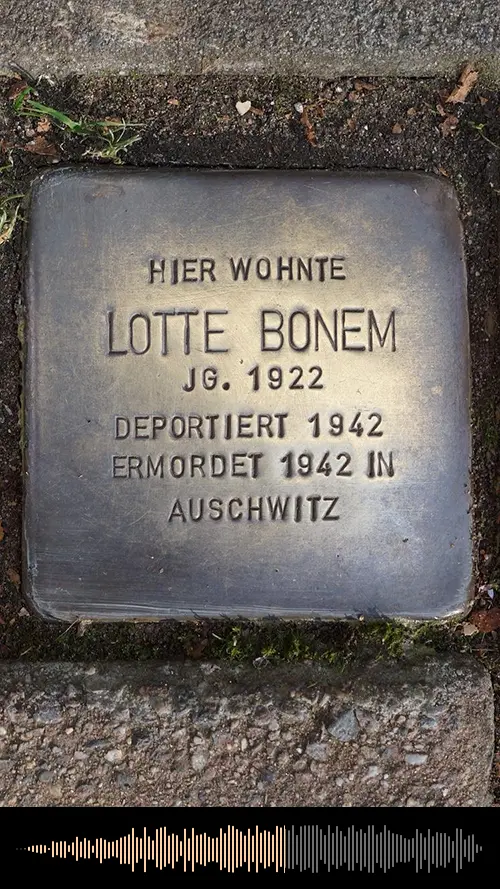 HIER WOHNTE
LOTTE BONEM
JG. 1922
DEPORTIERT 1942
ERMORDET 1942 IN
AUSCHWITZ